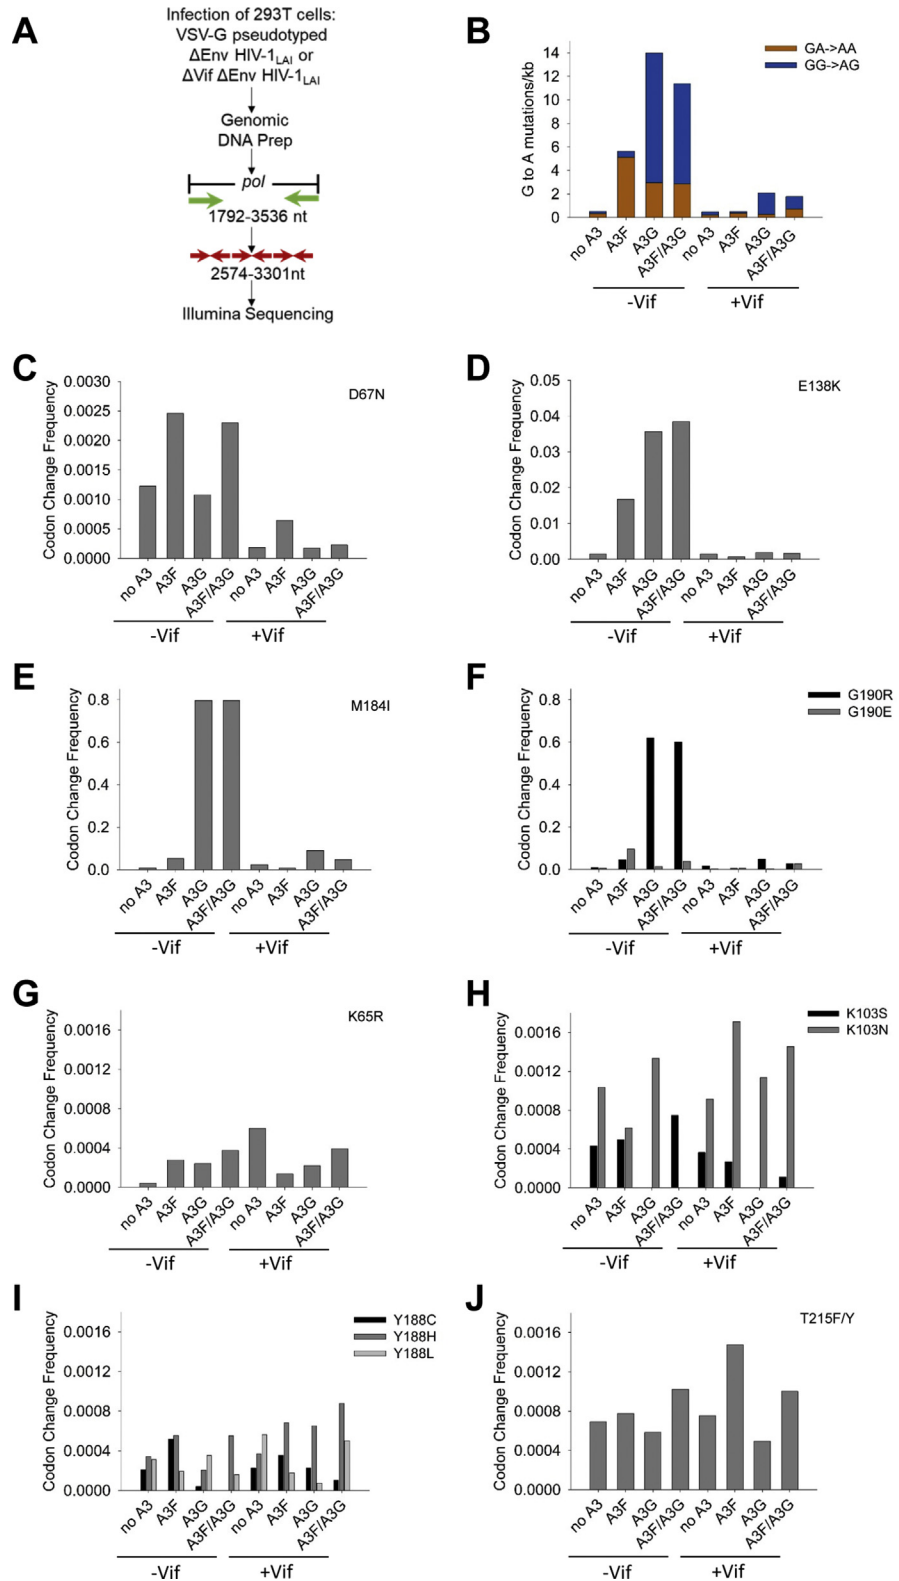 A
Infection of 293T cells:
VSV-G pseudotyped
ΔEnv HIV-1LAI or
ΔVif ΔEnv HIV-1LAI
Genomic
DNA Prep
pol
1792-3536 nt
2574-3301nt
Illumina Sequencing
B
G to A mutations/kb
14
12
10
8
6
4
2
0
GA->AA
GG->AG
no A3
A3F
A3G
A3F/A3G
no A3
A3F
A3G
A3F/A3G
-Vif
+Vif
C
Codon Change Frequency
0.0030
0.0025
0.0020
0.0015
0.0010
0.0005
0.0000
D67N
no A3
A3F
A3G
A3F/A3G
no A3
A3F
A3G
A3F/A3G
-Vif
+Vif
D
Codon Change Frequency
0.05
0.04
0.03
0.02
0.01
0.00
E138K
no A3
A3F
A3G
A3F/A3G
no A3
A3F
A3G
A3F/A3G
-Vif
+Vif
E
Codon Change Frequency
0.8
0.6
0.4
0.2
0.0
M184I
no A3
A3F
A3G
A3F/A3G
no A3
A3F
A3G
A3F/A3G
-Vif
+Vif
F
Codon Change Frequency
0.8
0.6
0.4
0.2
0.0
G190R
G190E
no A3
A3F
A3G
A3F/A3G
no A3
A3F
A3G
A3F/A3G
-Vif
+Vif
G
Codon Change Frequency
0.0016
0.0012
0.0008
0.0004
0.0000
K65R
no A3
A3F
A3G
A3F/A3G
no A3
A3F
A3G
A3F/A3G
-Vif
+Vif
H
Codon Change Frequency
0.0016
0.0012
0.0008
0.0004
0.0000
K103S
K103N
no A3
A3F
A3G
A3F/A3G
no A3
A3F
A3G
A3F/A3G
-Vif
+Vif
I
Codon Change Frequency
0.0016
0.0012
0.0008
0.0004
0.0000
Y188C
Y188H
Y188L
no A3
A3F
A3G
A3F/A3G
no A3
A3F
A3G
A3F/A3G
-Vif
+Vif
J
Codon Change Frequency
0.0016
0.0012
0.0008
0.0004
0.0000
T215F/Y
no A3
A3F
A3G
A3F/A3G
no A3
A3F
A3G
A3F/A3G
-Vif
+Vif